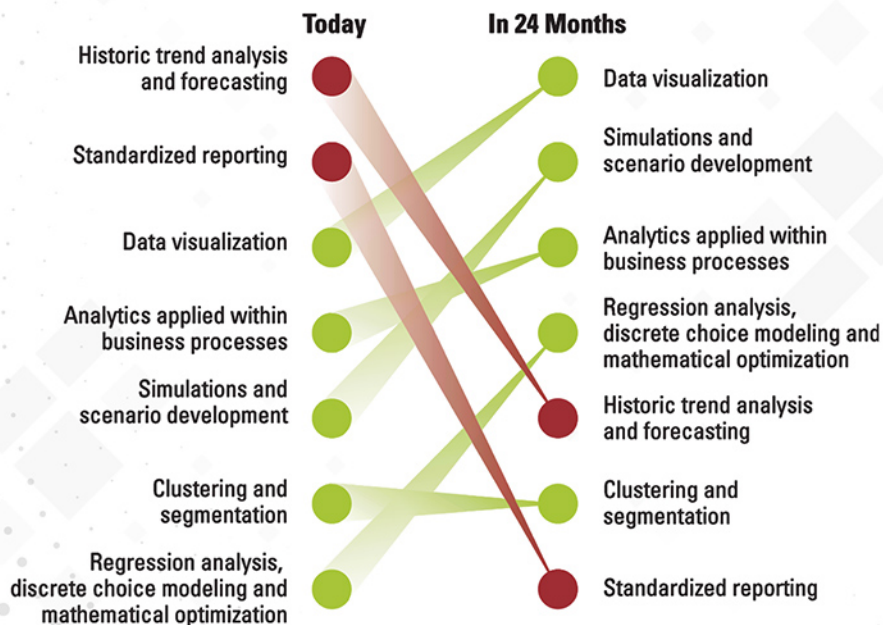 Today
In 24 Months
Historic trend analysis
and forecasting
Standardized reporting
Data visualization
Analytics applied within
business processes
Simulations and
scenario development
Clustering and
segmentation
Regression analysis,
discrete choice modeling and
mathematical optimization
Data visualization
Simulations and
scenario development
Analytics applied within
business processes
Regression analysis,
discrete choice modeling and
mathematical optimization
Historic trend analysis
and forecasting
Clustering and
segmentation
Standardized reporting